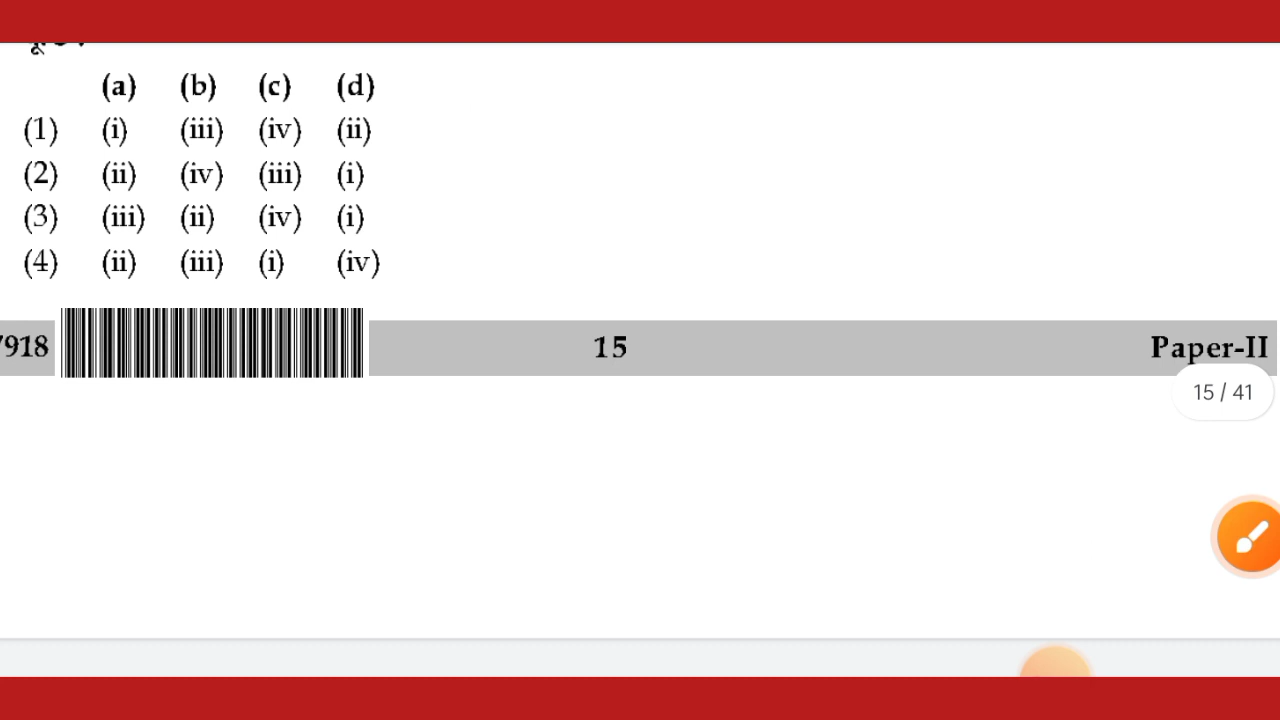 (a) (b) (c) (d)
(1) (i) (iii) (iv) (ii)
(2) (ii) (iv) (iii) (i)
(3) (iii) (ii) (iv) (i)
(4) (ii) (iii) (i) (iv)
7918 15 Paper-II
15 / 41